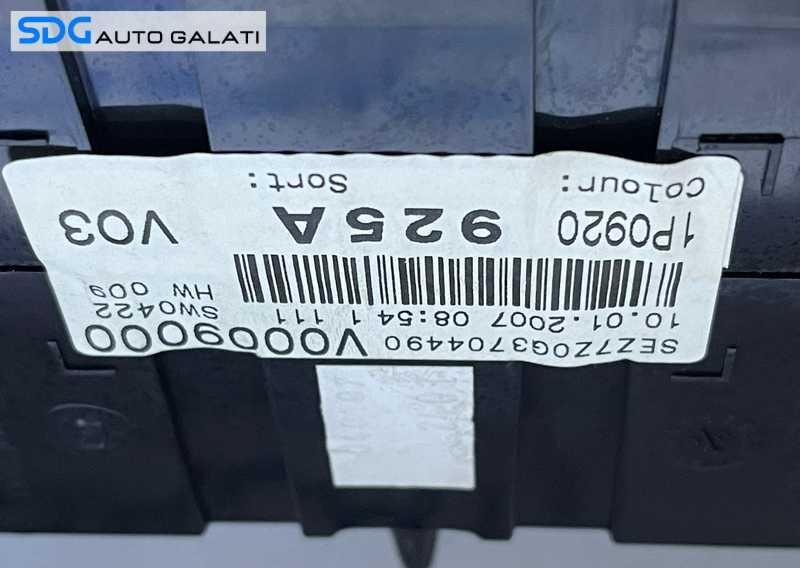 SDG AUTO GALATI
SEZ7Z0G3704490 V0009000
10.01.2007 08:54 1 111 SW0422
HW 009
1P0920 925A V03
Colour: Sort: